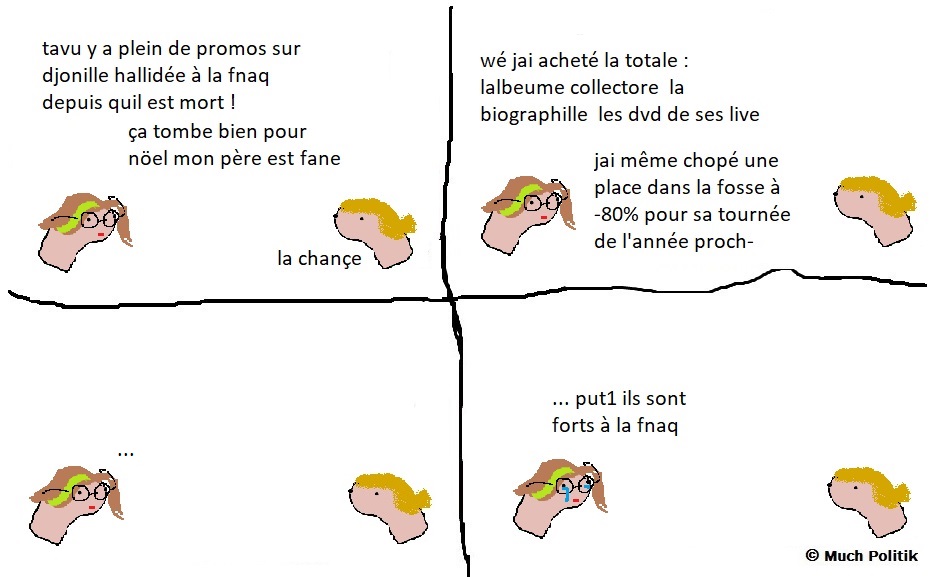 tavu y a plein de promos sur
djonille hallidée à la fnaq
depuis quil est mort !
ça tombe bien pour
nöel mon père est fane
la chançe
wé jai acheté la totale :
lalbeume collectore la
biographille les dvd de ses live
jai même chopé une
place dans la fosse à
-80% pour sa tournée
de l'année proch-
...
... put1 ils sont
forts à la fnaq
© Much Politik